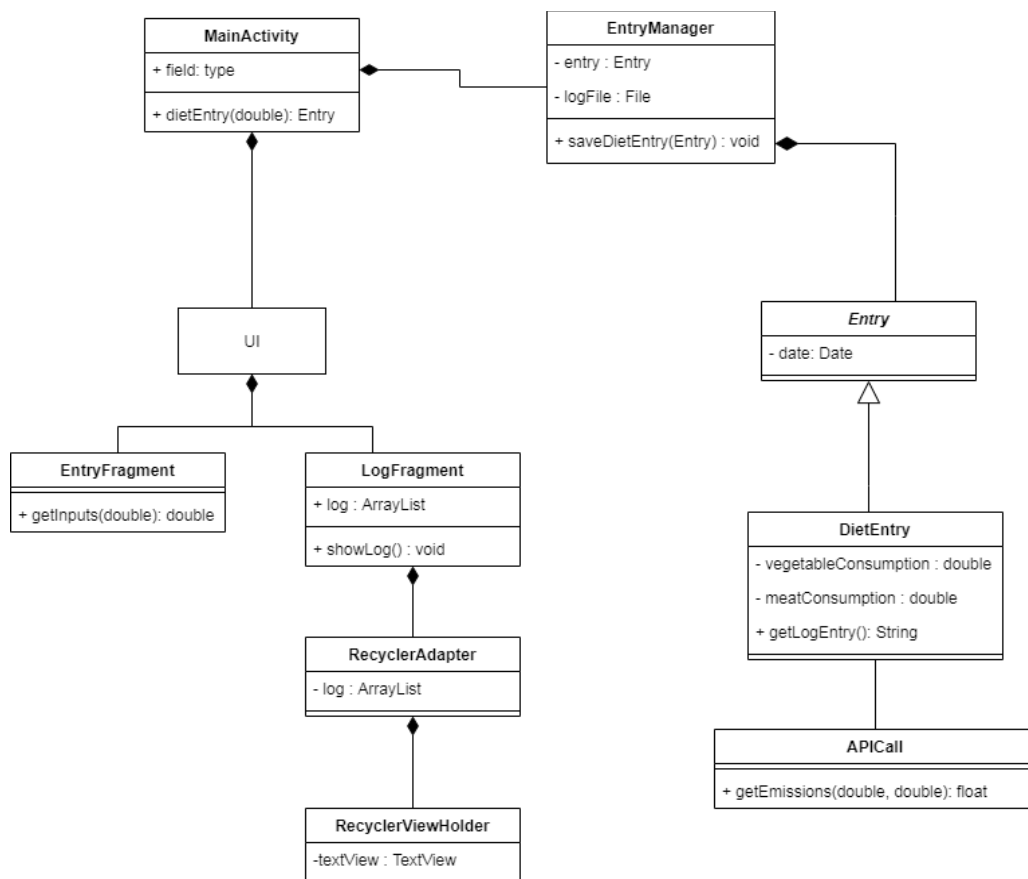 MainActivity
+ field: type
+ dietEntry(double): Entry
EntryManager
- entry : Entry
- logFile : File
+ saveDietEntry(Entry) : void
UI
Entry
- date: Date
EntryFragment
+ getInputs(double): double
LogFragment
+ log : ArrayList
+ showLog() : void
DietEntry
- vegetableConsumption : double
- meatConsumption : double
+ getLogEntry(): String
RecyclerAdapter
- log : ArrayList
APICall
+ getEmissions(double, double): float
RecyclerViewHolder
-textView : TextView